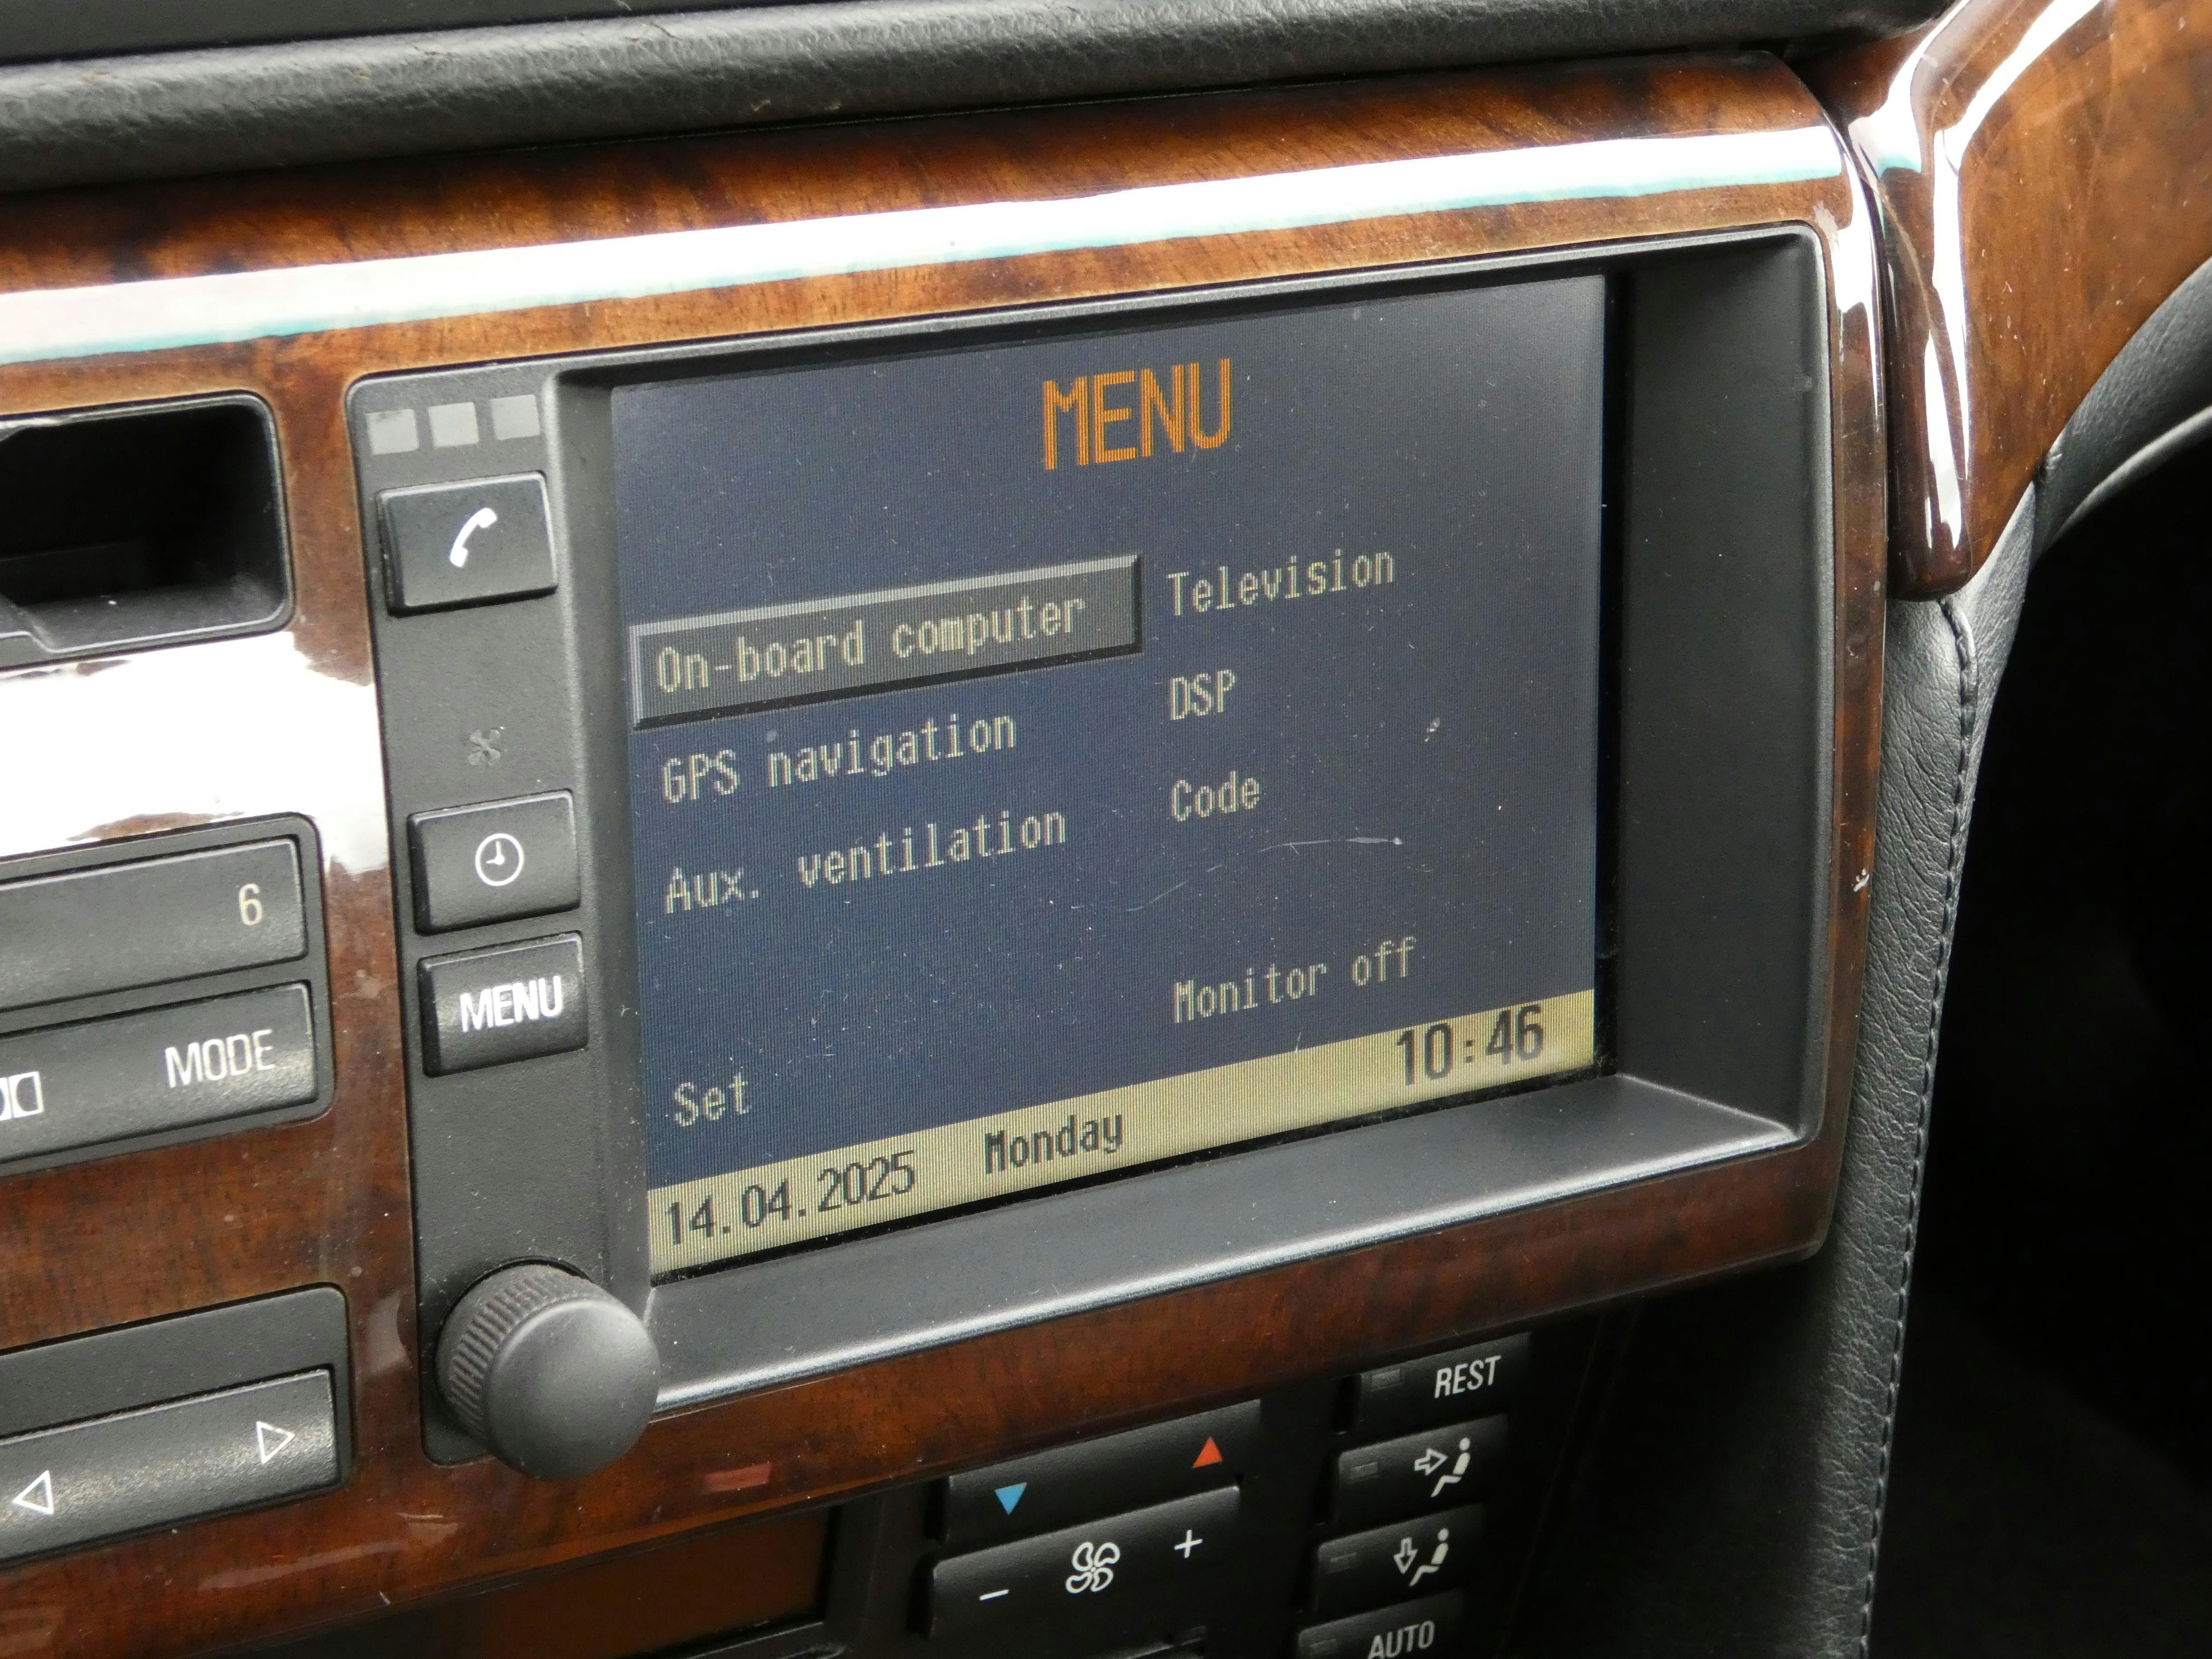 MENU
On-board computer
Television
GPS navigation
DSP
Aux. ventilation
Code
Monitor off
Set
14.04.2025 Monday 10:46
MENU
6
MODE
REST
AUTO